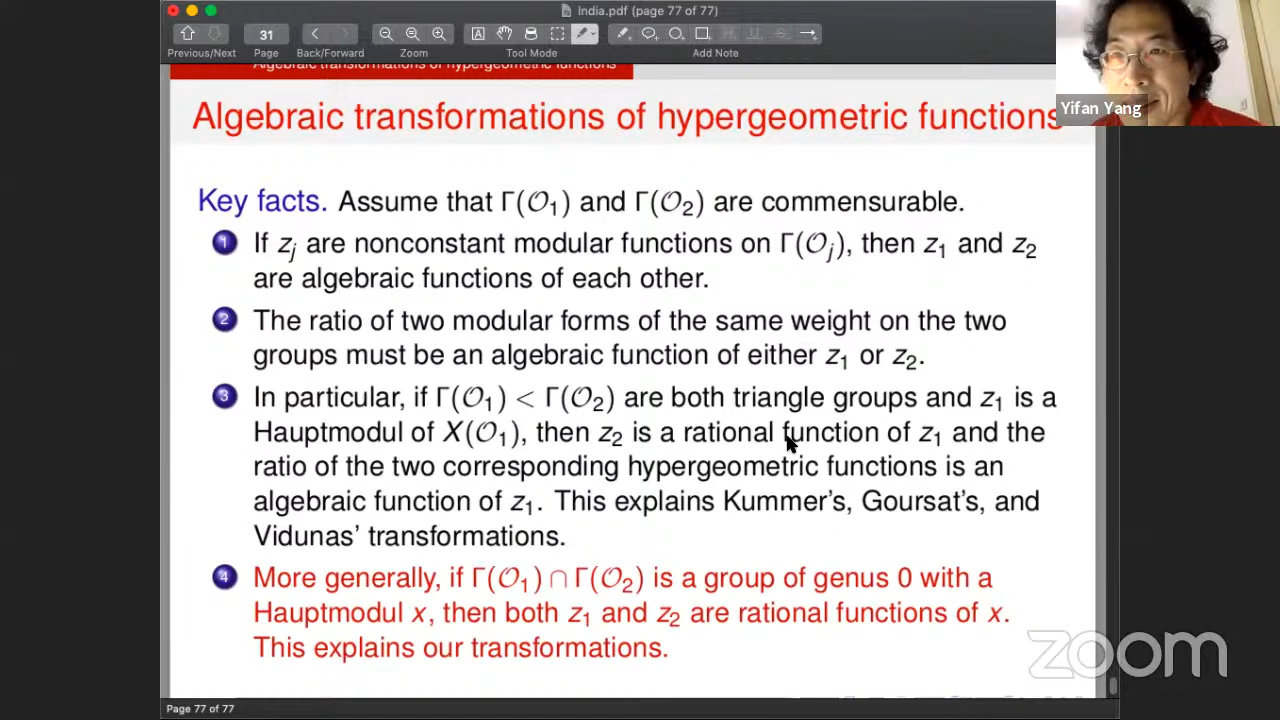 India.pdf (page 77 of 77)
31
Previous/Next Page Back/Forward Zoom Tool Mode Add Note
Algebraic transformations of hypergeometric functions
Yifan Yang
Algebraic transformations of hypergeometric functions
Key facts. Assume that Γ(𝒪₁) and Γ(𝒪₂) are commensurable.
1 If zⱼ are nonconstant modular functions on Γ(𝒪ⱼ), then z₁ and z₂
are algebraic functions of each other.
2 The ratio of two modular forms of the same weight on the two
groups must be an algebraic function of either z₁ or z₂.
3 In particular, if Γ(𝒪₁) < Γ(𝒪₂) are both triangle groups and z₁ is a
Hauptmodul of X(𝒪₁), then z₂ is a rational function of z₁ and the
ratio of the two corresponding hypergeometric functions is an
algebraic function of z₁. This explains Kummer's, Goursat's, and
Vidunas' transformations.
4 More generally, if Γ(𝒪₁) ∩ Γ(𝒪₂) is a group of genus 0 with a
Hauptmodul x, then both z₁ and z₂ are rational functions of x.
This explains our transformations.
zoom
Page 77 of 77